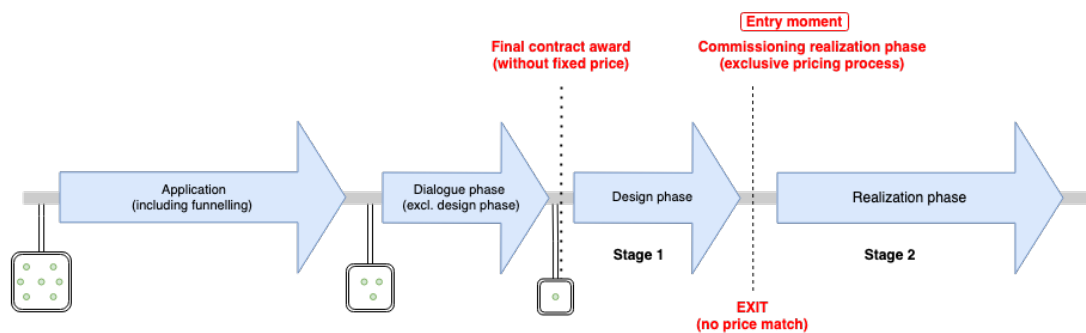 Entry moment
Final contract award
(without fixed price)
Commissioning realization phase
(exclusive pricing process)
Application
(including funnelling)
Dialogue phase
(excl. design phase)
Design phase
Realization phase
Stage 1
Stage 2
EXIT
(no price match)